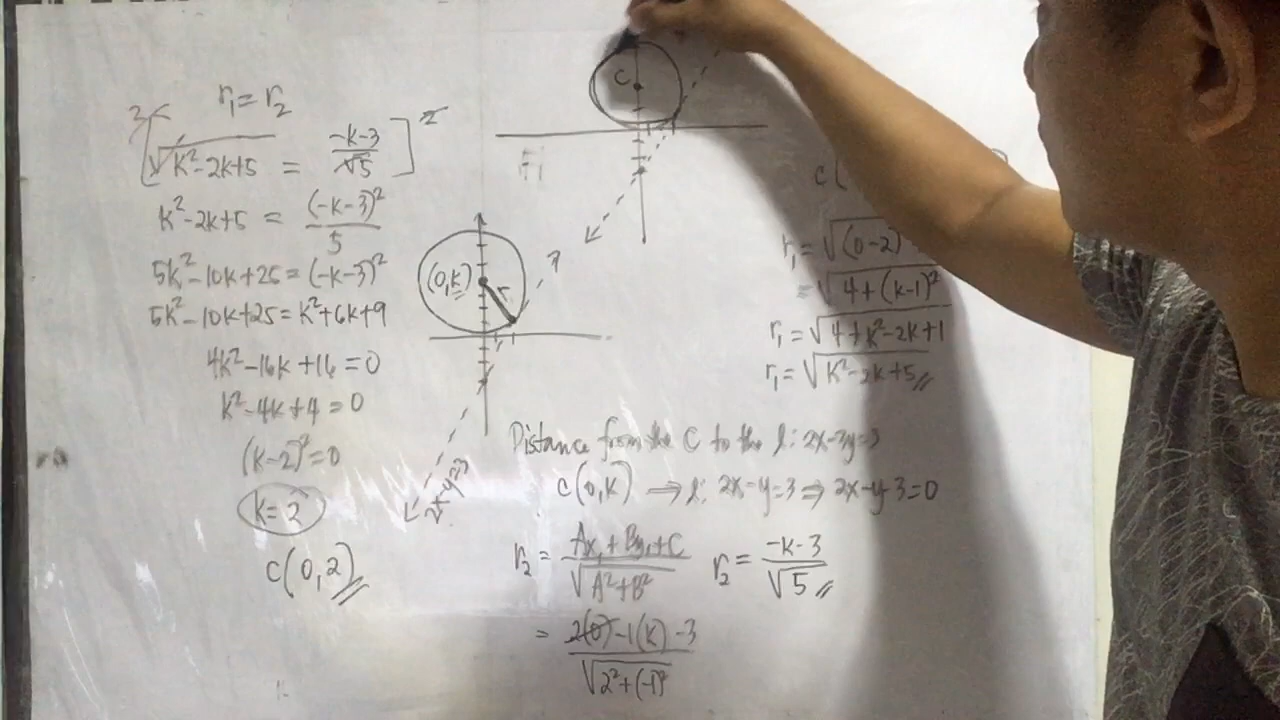 r₁ = r₂
[√K²-2K+5 = -K-3/√5]²
K²-2K+5 = (-K-3)²/5
5K²-10K+25 = (-K-3)²
5K²-10K+25 = K²+6K+9
4K²-16K+16 = 0
K²-4K+4 = 0
(K-2)² = 0
K = 2
C(0,2)
(0,K)
r
2x-y=3
C
C(
r₁ = √(0-2)
= √4+(K-1)²
r₁ = √4+K²-2K+1
r₁ = √K²-2K+5
Distance from the C to the l: 2x-3y=3
C(0,K) ⟹ l: 2x-y=3 ⟹ 2x-y-3=0
r₂ = Ax₁+By₁+C/√A²+B²
r₂ = -K-3/√5
= 2(0)-1(K)-3/√2²+(-1)²